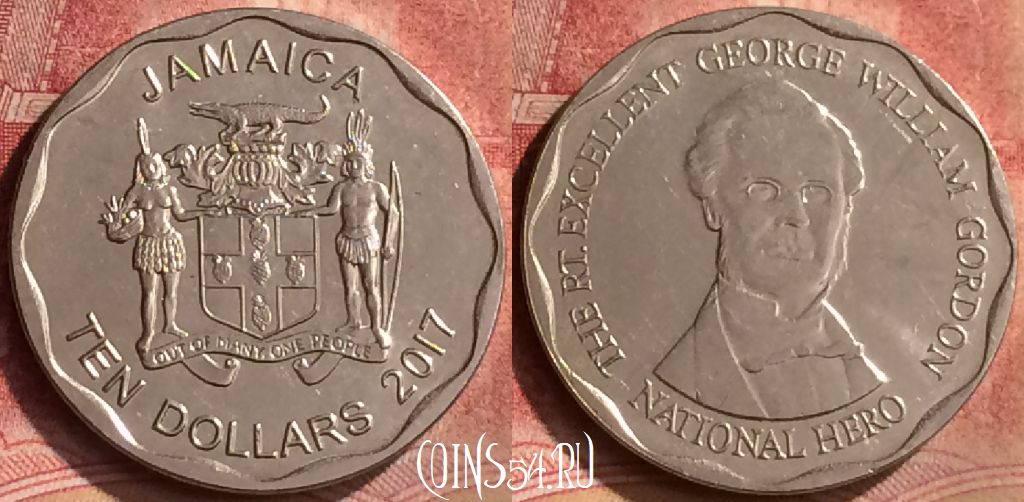 JAMAICA
OUT OF MANY, ONE PEOPLE
TEN DOLLARS 2017
THE RT. EXCELLENT GEORGE WILLIAM GORDON
NATIONAL HERO
COINS54.RU